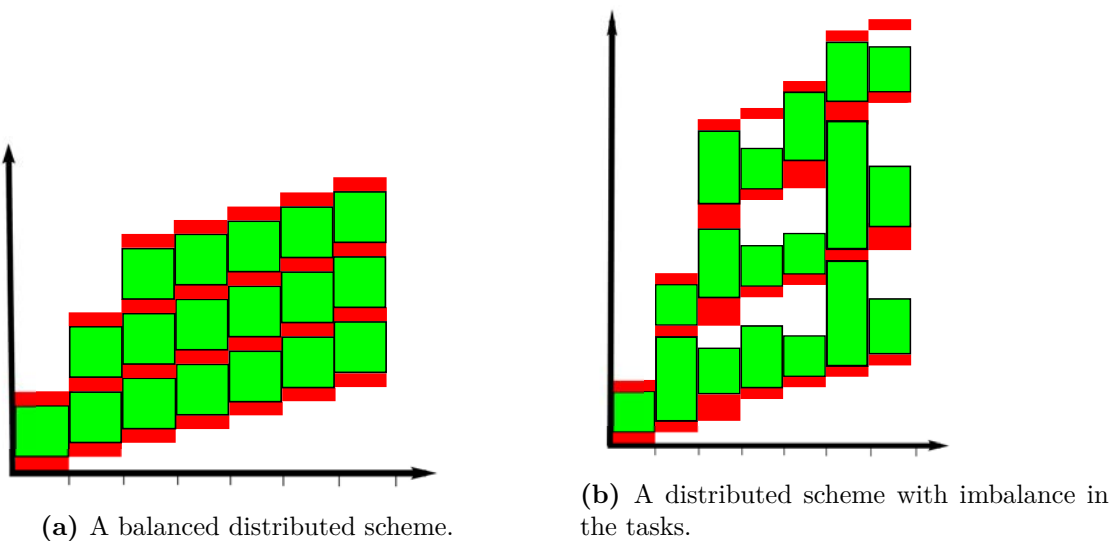 (a) A balanced distributed scheme.
(b) A distributed scheme with imbalance in
the tasks.